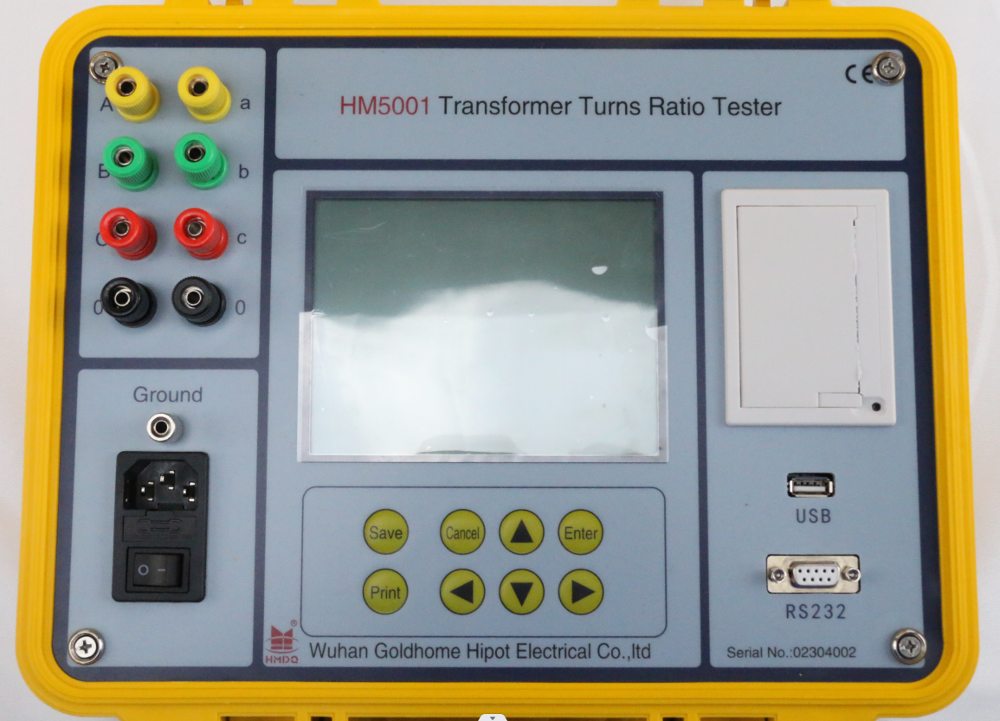 CE
HM5001 Transformer Turns Ratio Tester
A a
B b
C c
0 0
Ground
O –
Save Cancel Enter
Print
USB
RS232
® 
HMDQ
Wuhan Goldhome Hipot Electrical Co.,ltd
Serial No.:02304002